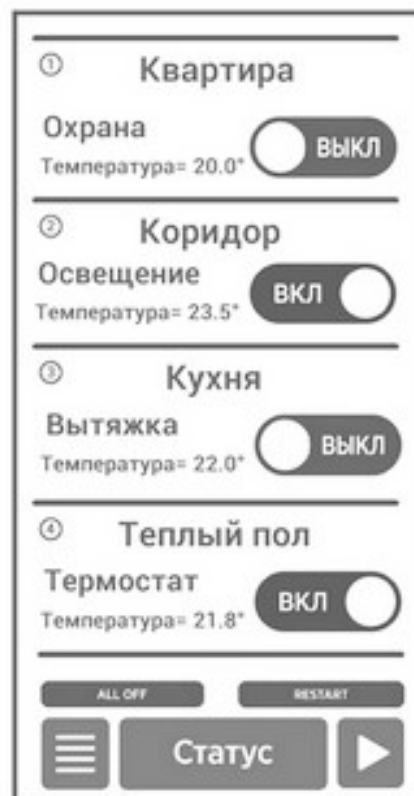 ① Квартира
Охрана
ВЫКЛ
Температура= 20.0°
② Коридор
Освещение
ВКЛ
Температура= 23.5°
③ Кухня
Вытяжка
ВЫКЛ
Температура= 22.0°
④ Теплый пол
Термостат
ВКЛ
Температура= 21.8°
ALL OFF RESTART
Статус